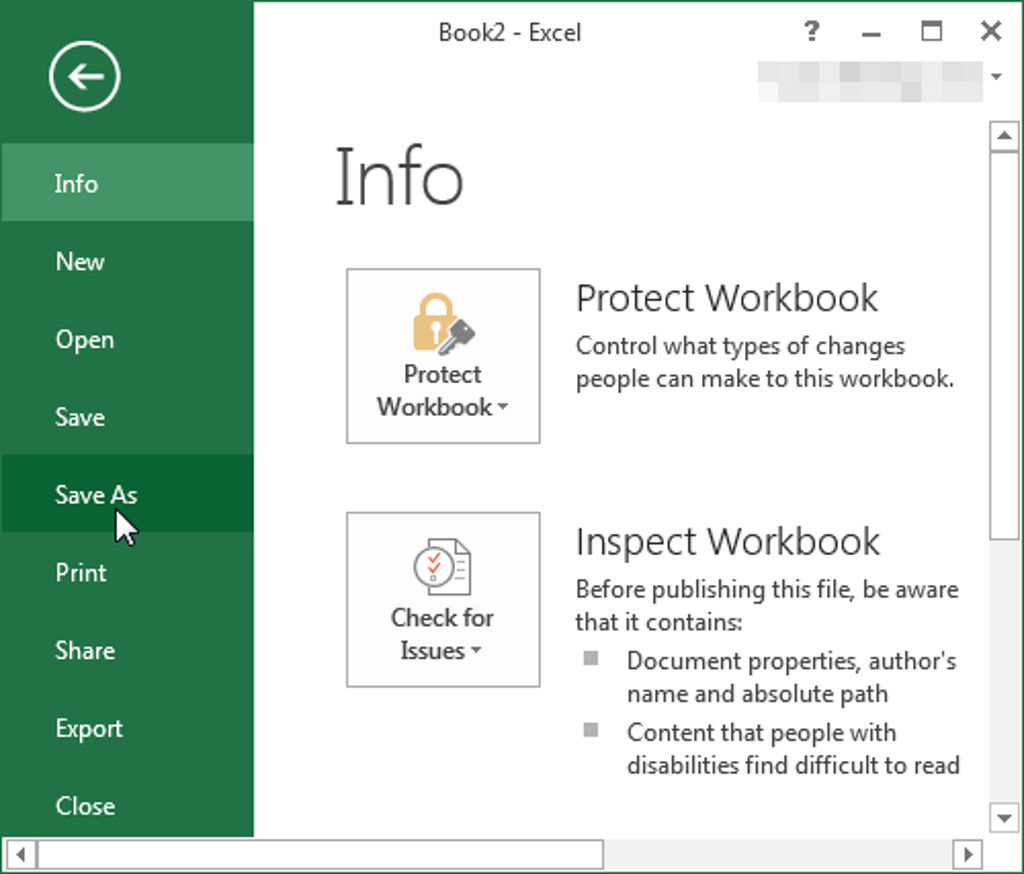 Book2 - Excel
?
Info
New
Open
Save
Save As
Print
Share
Export
Close
Info
Protect
Workbook
Protect Workbook
Control what types of changes
people can make to this workbook.
Check for
Issues
Inspect Workbook
Before publishing this file, be aware
that it contains:
Document properties, author's
name and absolute path
Content that people with
disabilities find difficult to read